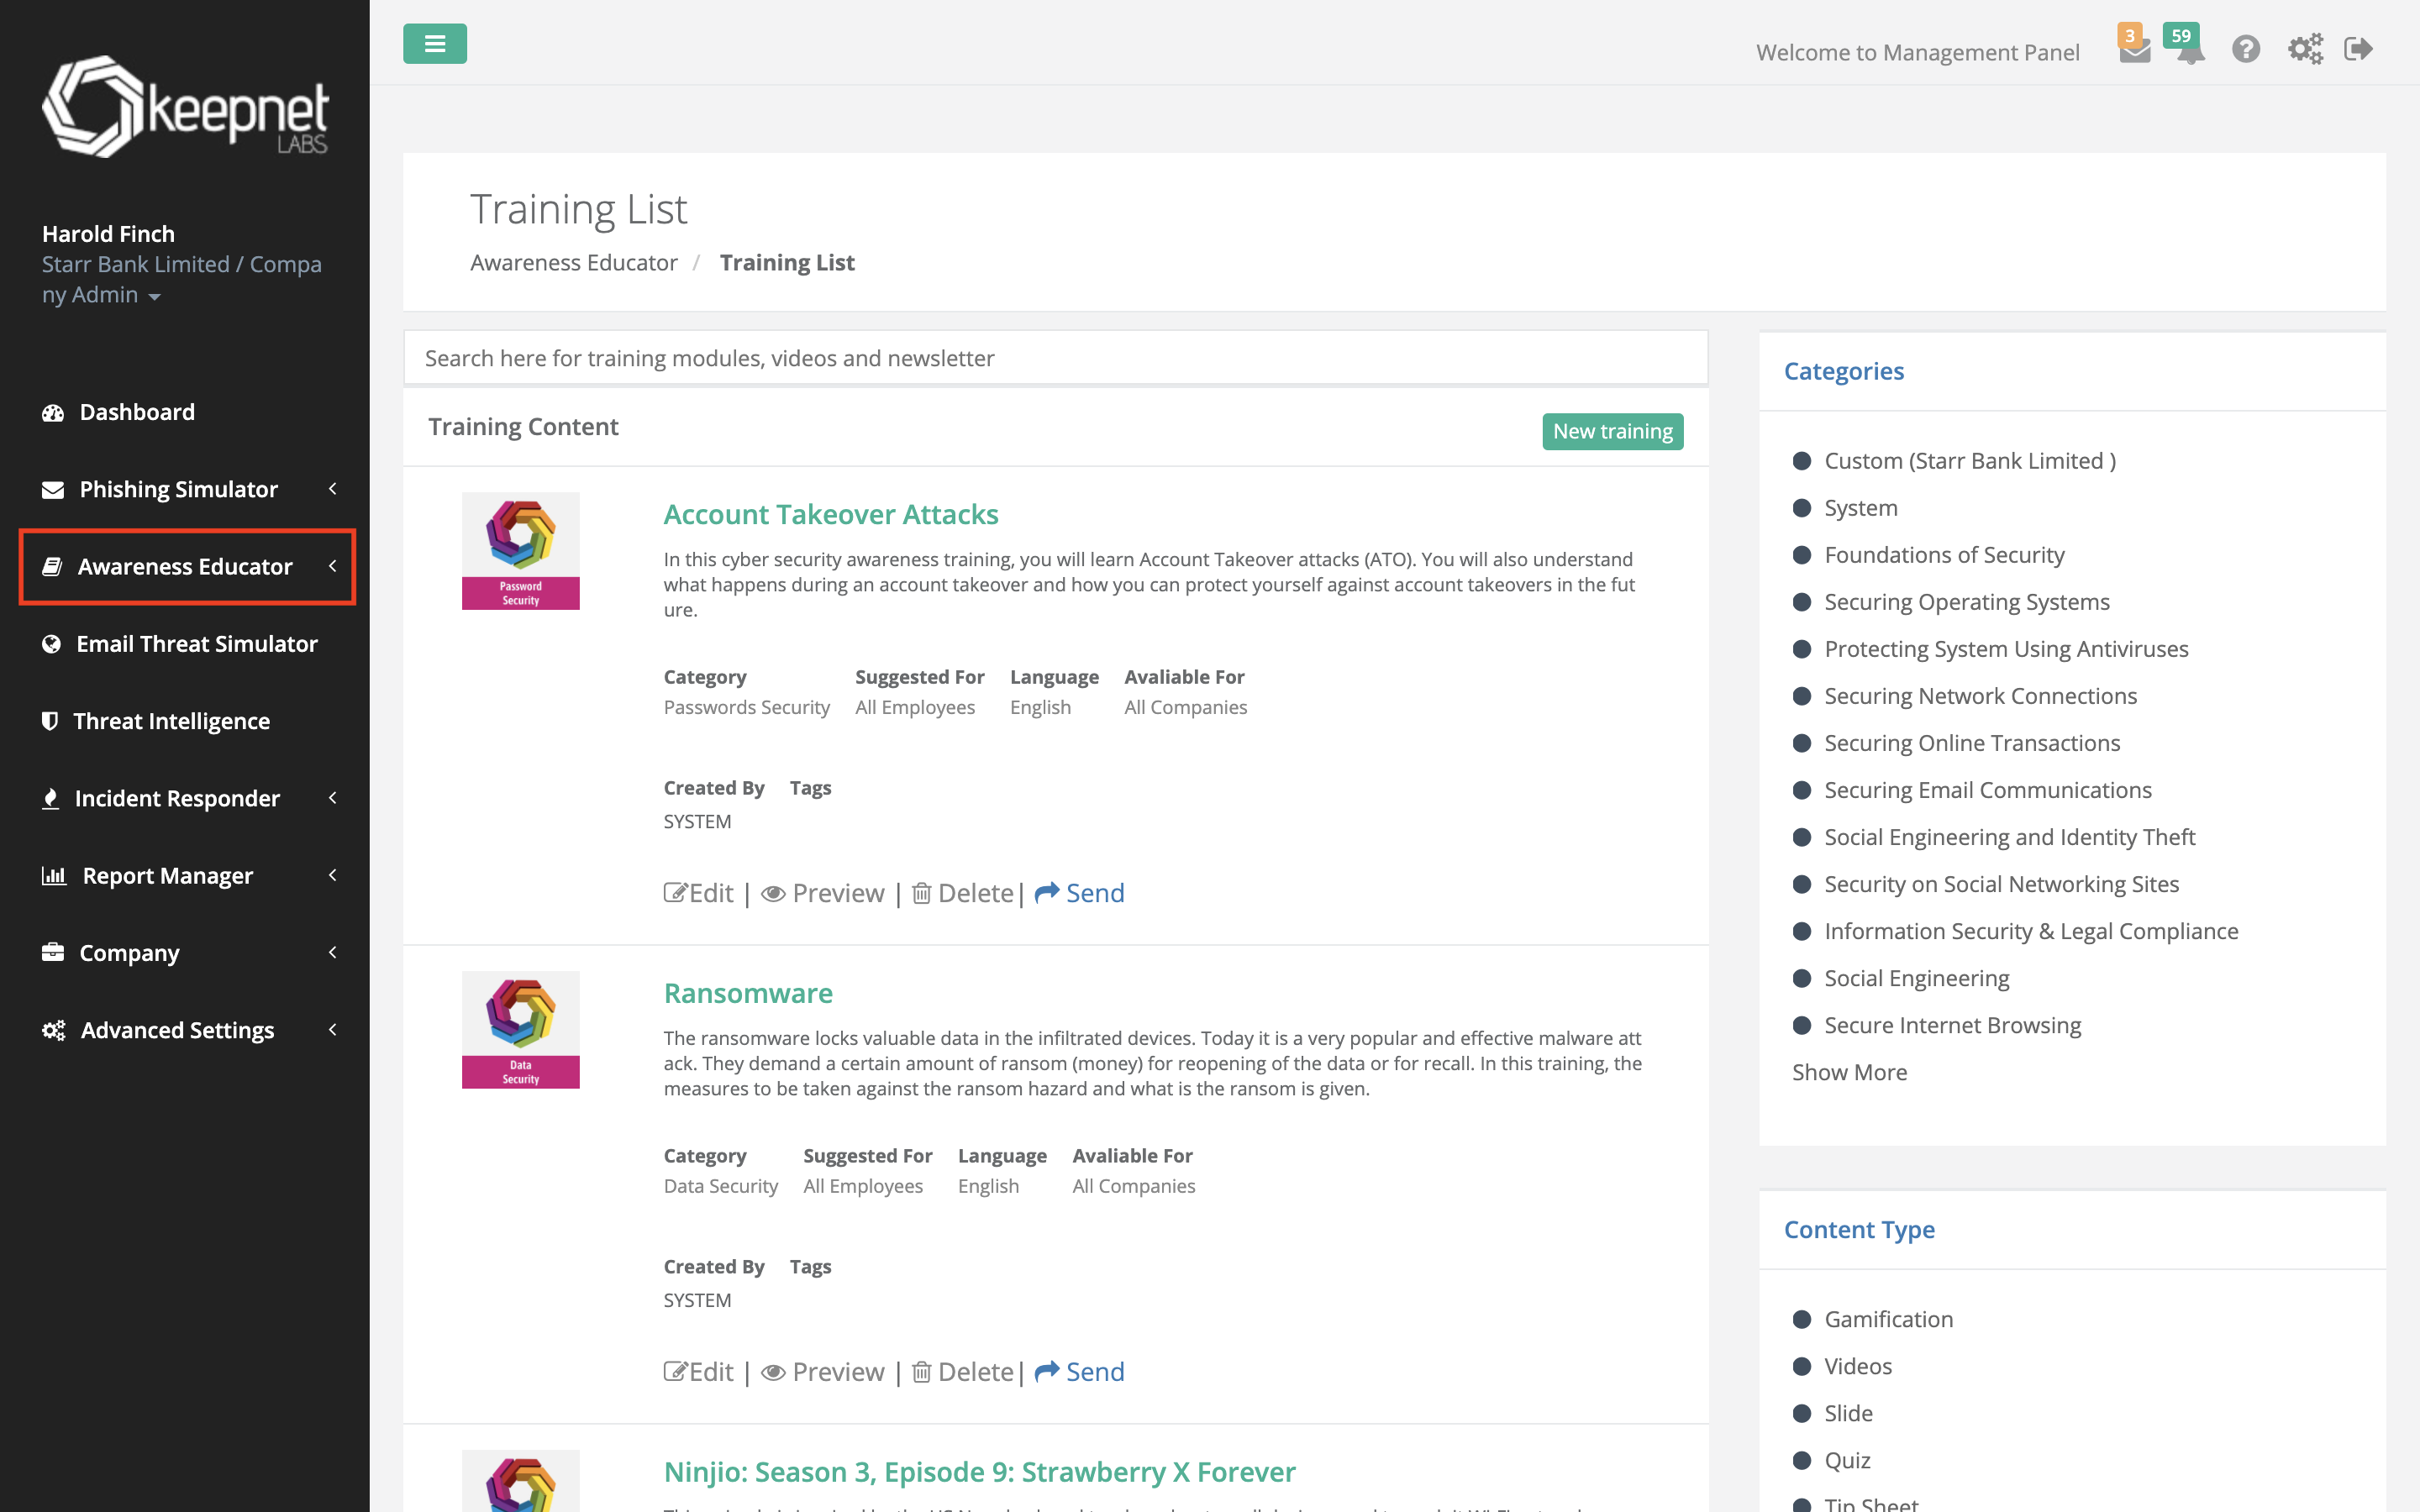 keepnet
LABS
Harold Finch
Starr Bank Limited / Compa
ny Admin
Dashboard
Phishing Simulator
Awareness Educator
Email Threat Simulator
Threat Intelligence
Incident Responder
Report Manager
Company
Advanced Settings
Welcome to Management Panel
3
59
Training List
Awareness Educator / Training List
Search here for training modules, videos and newsletter
Training Content
New training
Password
Security
Account Takeover Attacks
In this cyber security awareness training, you will learn Account Takeover attacks (ATO). You will also understand
what happens during an account takeover and how you can protect yourself against account takeovers in the fut
ure.
Category Suggested For Language Avaliable For
Passwords Security All Employees English All Companies
Created By Tags
SYSTEM
Edit | Preview | Delete | Send
Data
Security
Ransomware
The ransomware locks valuable data in the infiltrated devices. Today it is a very popular and effective malware att
ack. They demand a certain amount of ransom (money) for reopening of the data or for recall. In this training, the
measures to be taken against the ransom hazard and what is the ransom is given.
Category Suggested For Language Avaliable For
Data Security All Employees English All Companies
Created By Tags
SYSTEM
Edit | Preview | Delete | Send
Ninjio: Season 3, Episode 9: Strawberry X Forever
Categories
Custom (Starr Bank Limited )
System
Foundations of Security
Securing Operating Systems
Protecting System Using Antiviruses
Securing Network Connections
Securing Online Transactions
Securing Email Communications
Social Engineering and Identity Theft
Security on Social Networking Sites
Information Security & Legal Compliance
Social Engineering
Secure Internet Browsing
Show More
Content Type
Gamification
Videos
Slide
Quiz
Tip Sheet